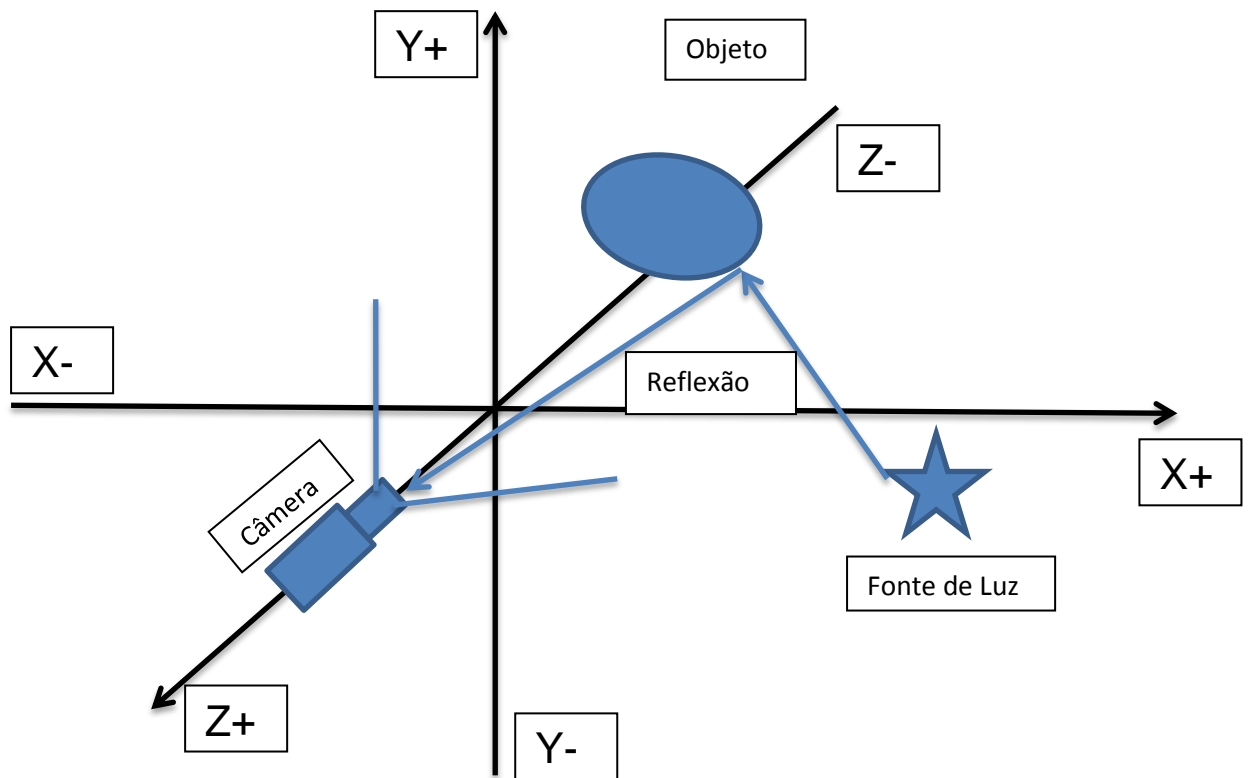 Y+
Objeto
Z-
X-
Reflexão
Câmera
X+
Fonte de Luz
Z+
Y-